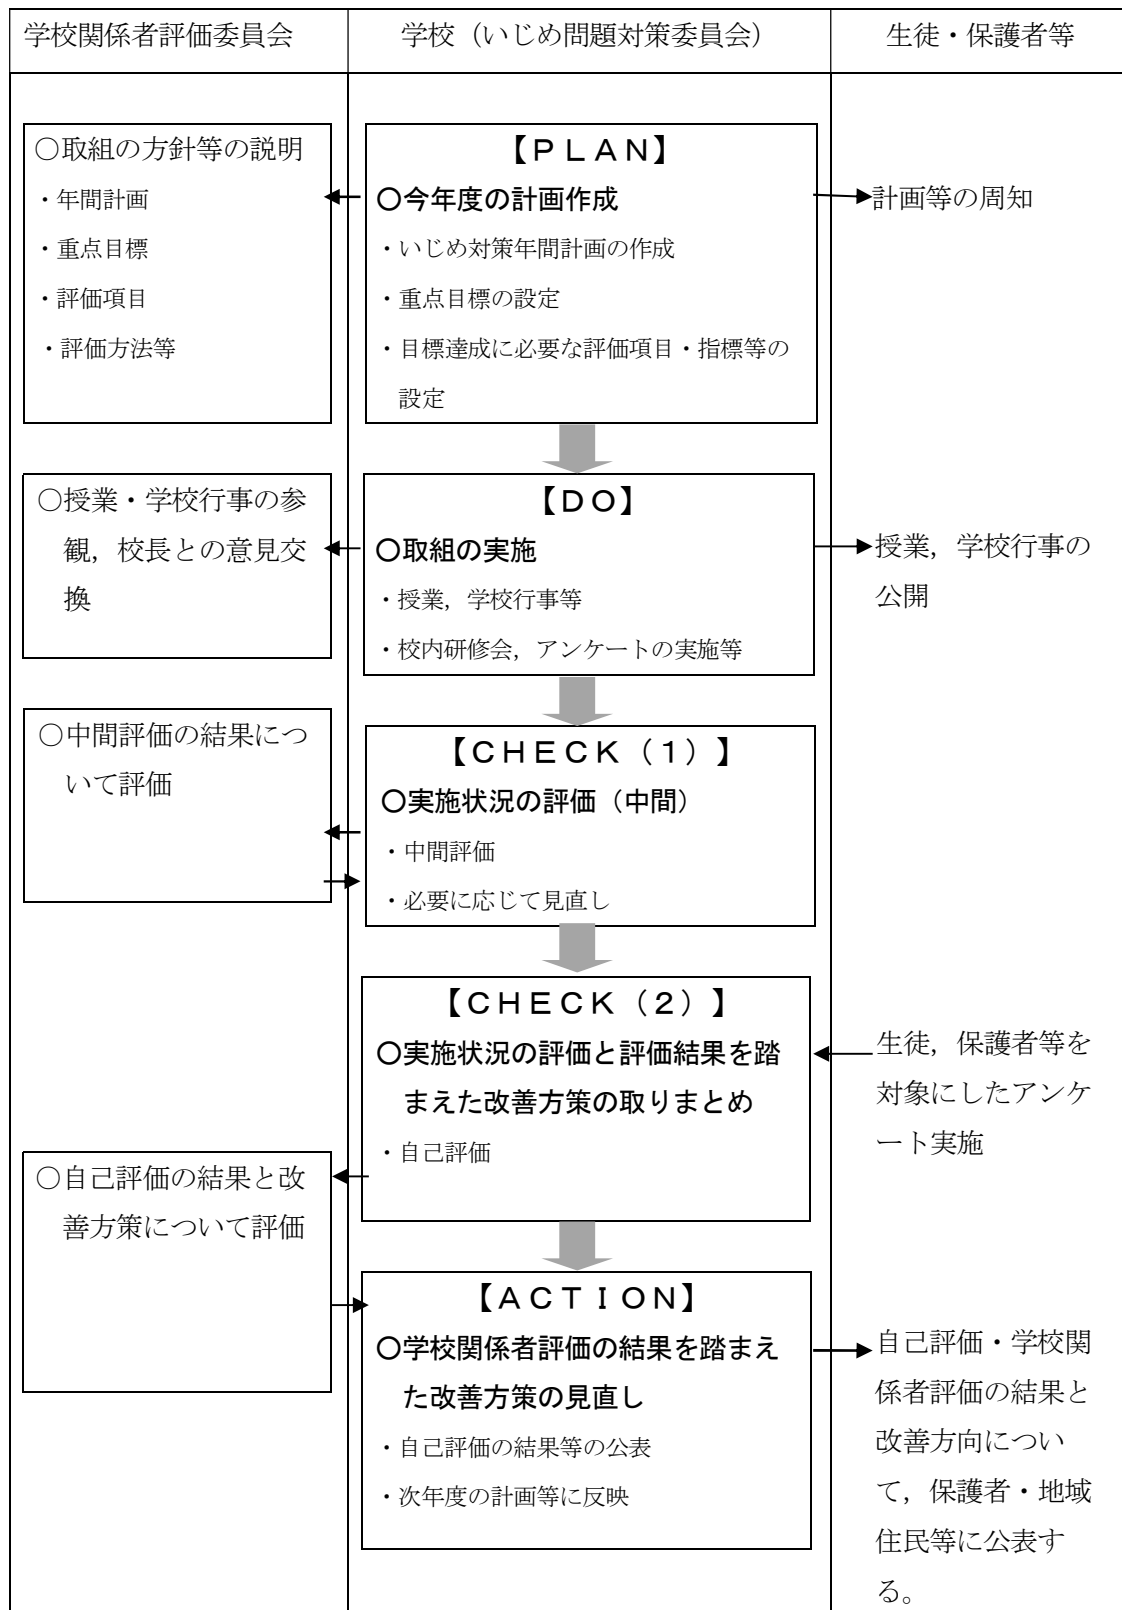 学校関係者評価委員会
学校（いじめ問題対策委員会）
生徒・保護者等
○取組の方針等の説明
・年間計画
・重点目標
・評価項目
・評価方法等
【ＰＬＡＮ】
○今年度の計画作成
・いじめ対策年間計画の作成
・重点目標の設定
・目標達成に必要な評価項目・指標等の
設定
計画等の周知
○授業・学校行事の参
観，校長との意見交
換
【ＤＯ】
○取組の実施
・授業，学校行事等
・校内研修会，アンケートの実施等
授業，学校行事の
公開
○中間評価の結果につ
いて評価
【ＣＨＥＣＫ（１）】
○実施状況の評価（中間）
・中間評価
・必要に応じて見直し
【ＣＨＥＣＫ（２）】
○実施状況の評価と評価結果を踏
まえた改善方策の取りまとめ
・自己評価
生徒，保護者等を
対象にしたアンケ
ート実施
○自己評価の結果と改
善方策について評価
【ＡＣＴＩＯＮ】
○学校関係者評価の結果を踏まえ
た改善方策の見直し
・自己評価の結果等の公表
・次年度の計画等に反映
自己評価・学校関
係者評価の結果と
改善方向につい
て，保護者・地域
住民等に公表す
る。